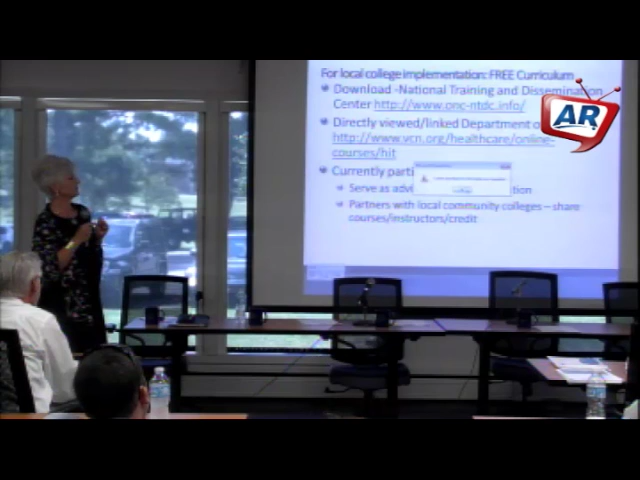 For local college implementation: FREE Curriculum
Download -National Training and Dissemination
Center http://www.onc-ntdc.info/
Directly viewed/linked Department o
http://www.vcn.org/healthcare/online-
courses/hit
Currently parti
Serve as advi tion
Partners with local community colleges – share
courses/instructors/credit
AR